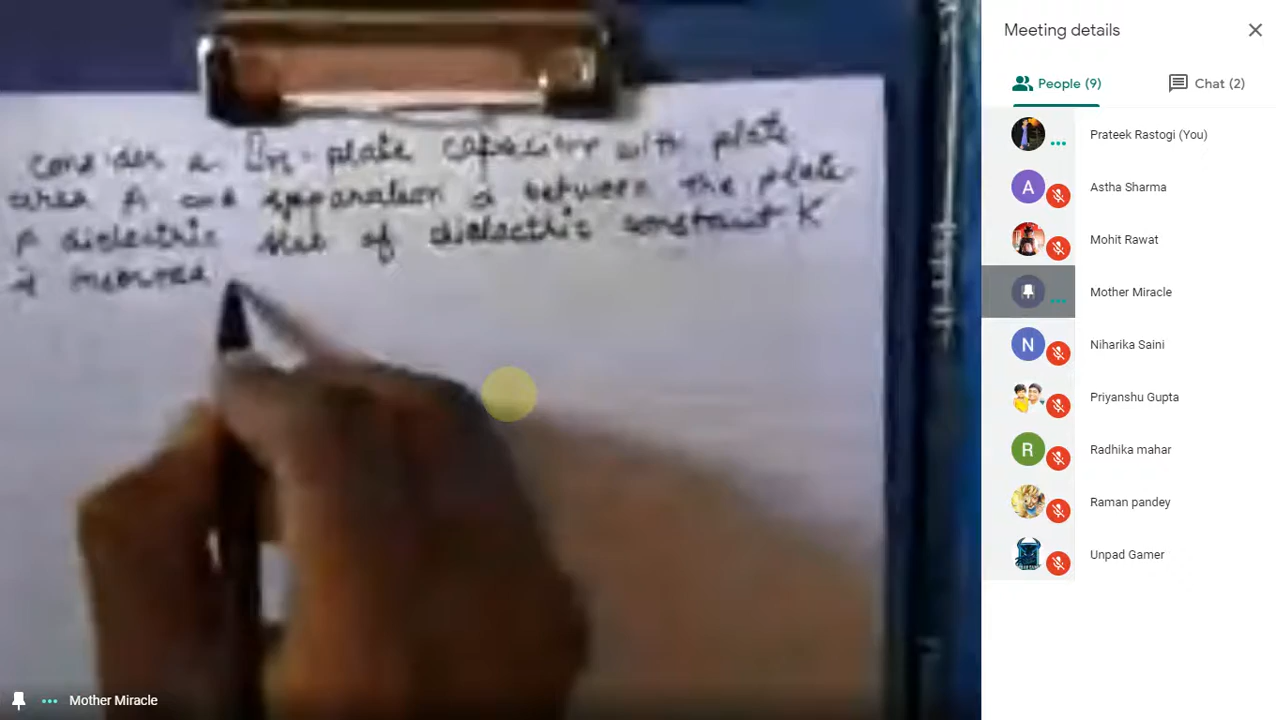 Consider a ||n - plate capacitor with plate
area A and separation d between the plate
A dielectric slab of dielectric constant K
is inserted
Mother Miracle
Meeting details
People (9)
Chat (2)
Prateek Rastogi (You)
Astha Sharma
Mohit Rawat
Mother Miracle
N
Niharika Saini
Priyanshu Gupta
R
Radhika mahar
Raman pandey
Unpad Gamer
A